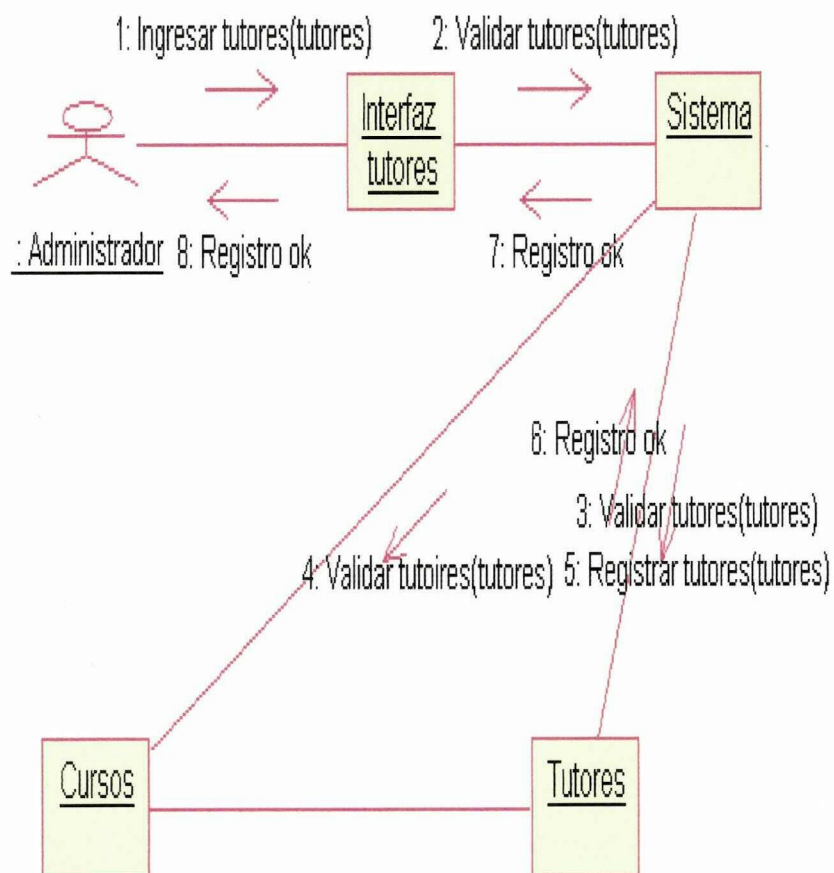 1: Ingresar tutores(tutores)
2: Validar tutores(tutores)
Interfaz
tutores
Sistema
: Administrador
8: Registro ok
7: Registro ok
6: Registro ok
3: Validar tutores(tutores)
4: Validar tutoires(tutores)
5: Registrar tutores(tutores)
Cursos
Tutores